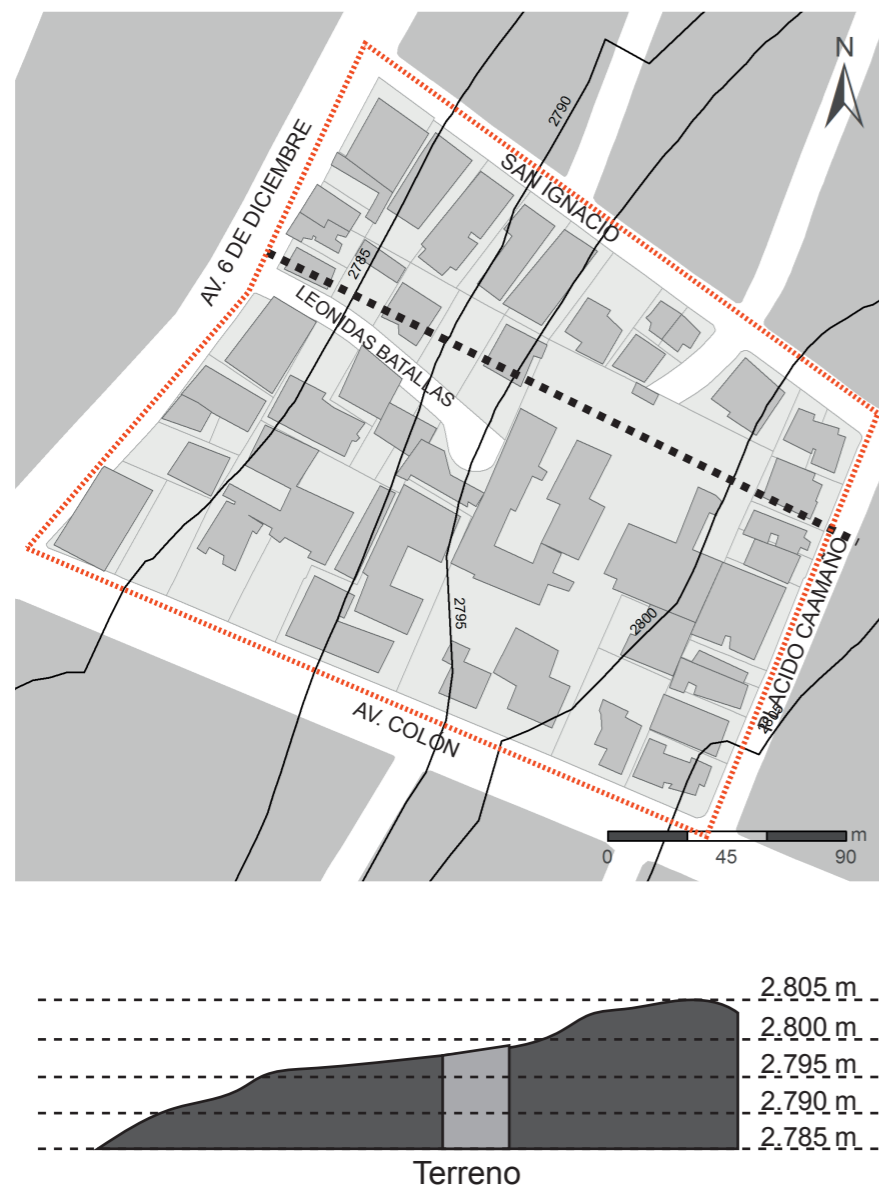 N
2790
SAN IGNACIO
AV. 6 DE DICIEMBRE
2785
LEONIDAS BATALLAS
PLACIDO CAAMAÑO
2795
2800
2805
AV. COLON
m
0 45 90
2.805 m
2.800 m
2.795 m
2.790 m
2.785 m
Terreno